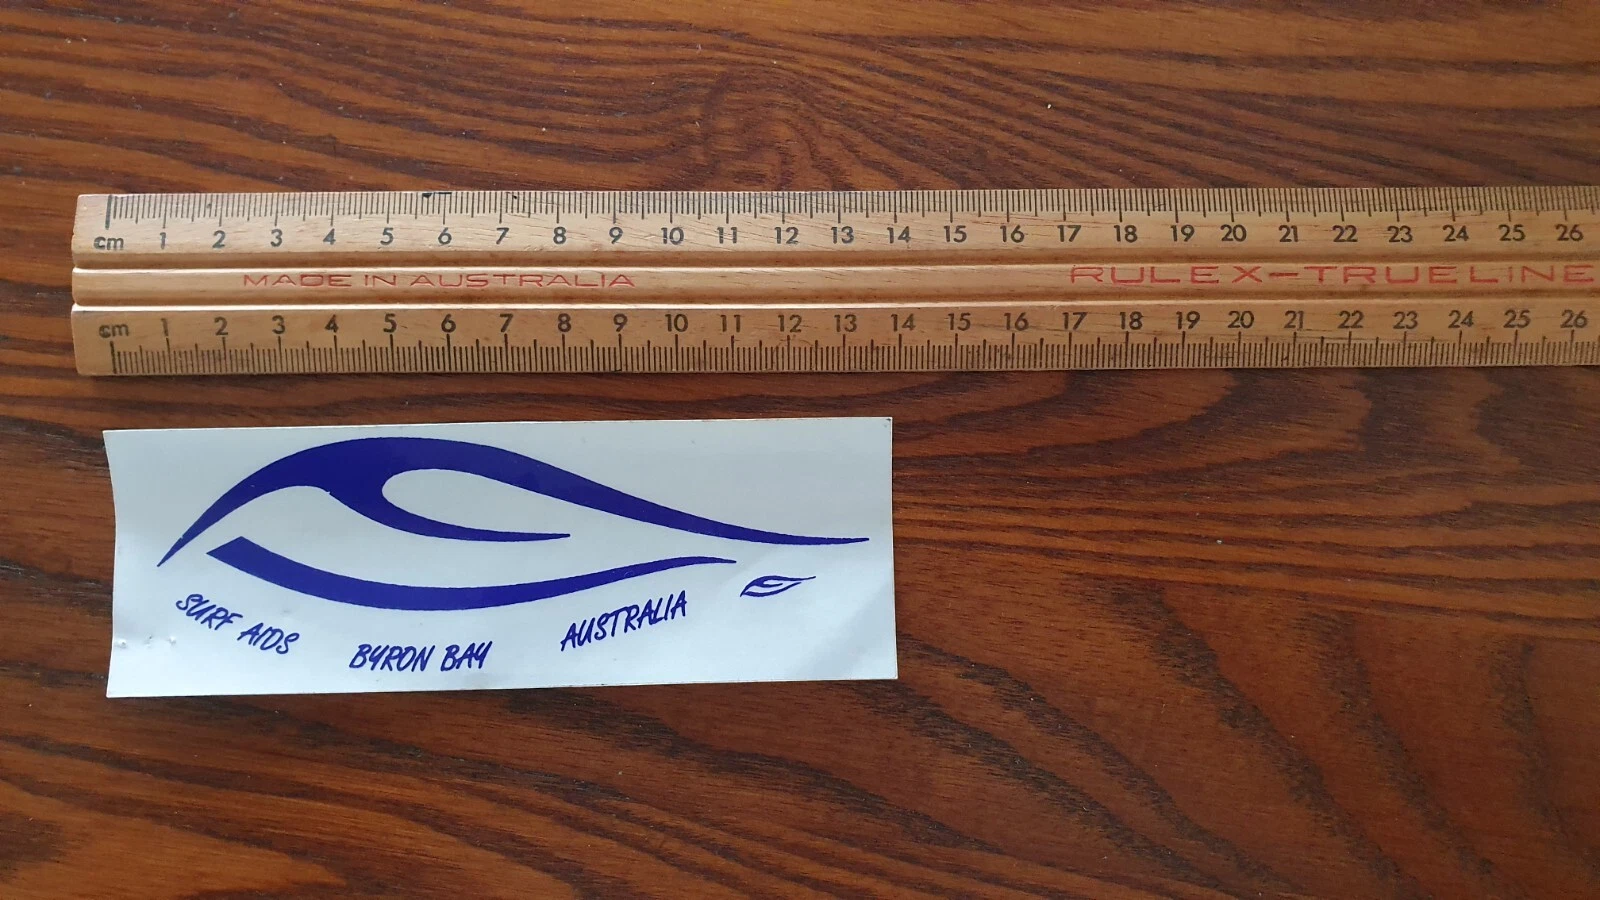 cm 1 2 3 4 5 6 7 8 9 10 11 12 13 14 15 16 17 18 19 20 21 22 23 24 25 26
MADE IN AUSTRALIA RULEX-TRUELINE
cm 1 2 3 4 5 6 7 8 9 10 11 12 13 14 15 16 17 18 19 20 21 22 23 24 25 26
SURF AIDS BYRON BAY AUSTRALIA